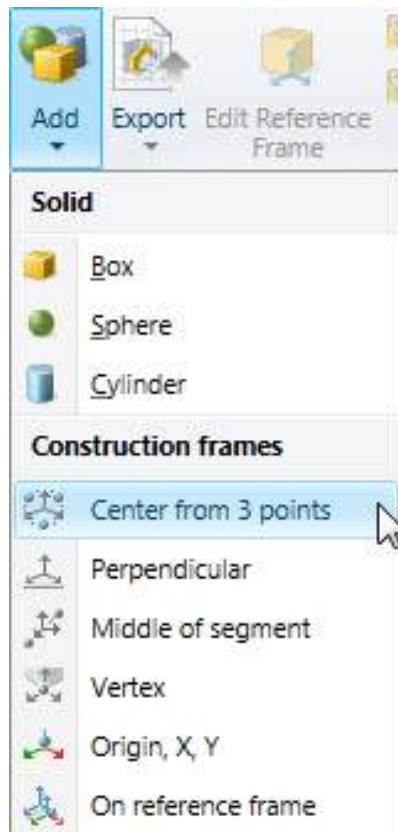 Add
Export
Edit Reference
Frame
Solid
Box
Sphere
Cylinder
Construction frames
Center from 3 points
Perpendicular
Middle of segment
Vertex
Origin, X, Y
On reference frame